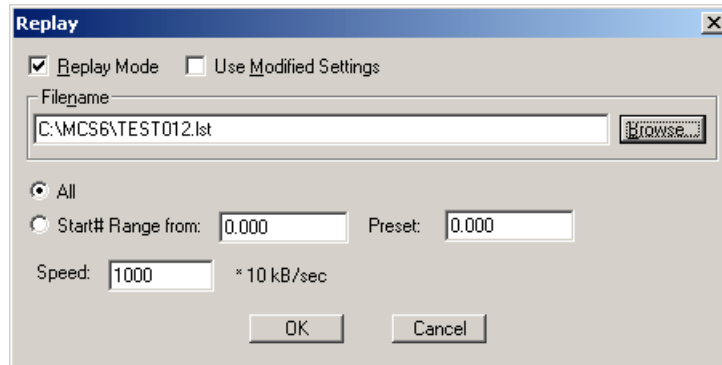 Replay
Replay Mode Use Modified Settings
Filename
C:\MCS6\TEST012.lst Browse...
All
Start# Range from: 0.000 Preset: 0.000
Speed: 1000 * 10 kB/sec
OK Cancel